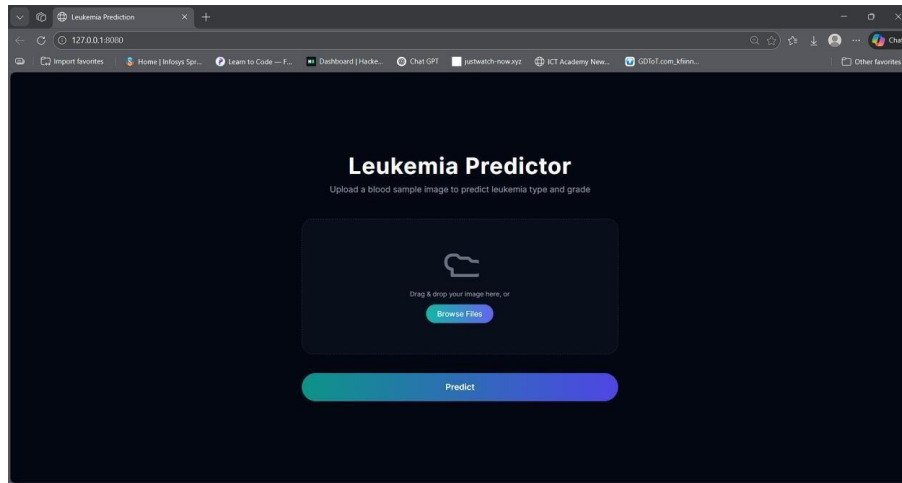 Leukemia Prediction
127.0.0.1:8080
Chat
Import favorites
Home | Infosys Spr...
Learn to Code — F...
Dashboard | Hacke...
Chat GPT
justwatch-now.xyz
ICT Academy New...
GDToT.com_kfiinn...
Other favorites
Leukemia Predictor
Upload a blood sample image to predict leukemia type and grade
Drag & drop your image here, or
Browse Files
Predict